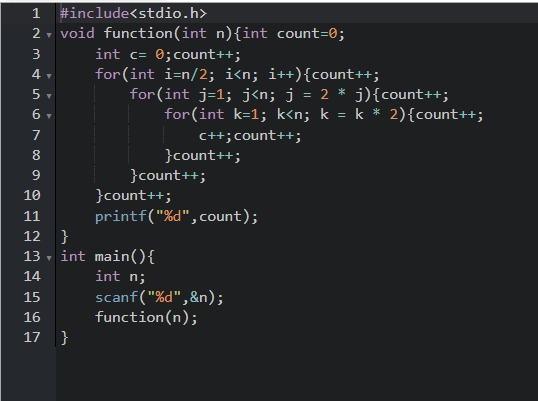 1 #include<stdio.h>
2 void function(int n){int count=0;
3     int c= 0;count++;
4     for(int i=n/2; i<n; i++){count++;
5         for(int j=1; j<n; j = 2 * j){count++;
6             for(int k=1; k<n; k = k * 2){count++;
7                 c++;count++;
8             }count++;
9         }count++;
10     }count++;
11     printf("%d",count);
12 }
13 int main(){
14     int n;
15     scanf("%d",&n);
16     function(n);
17 }